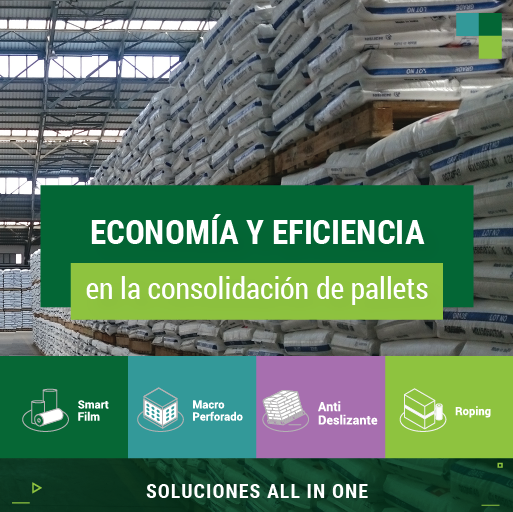 ECONOMÍA Y EFICIENCIA
en la consolidación de pallets
Smart
Film
Macro
Perforado
Anti
Deslizante
Roping
SOLUCIONES ALL IN ONE